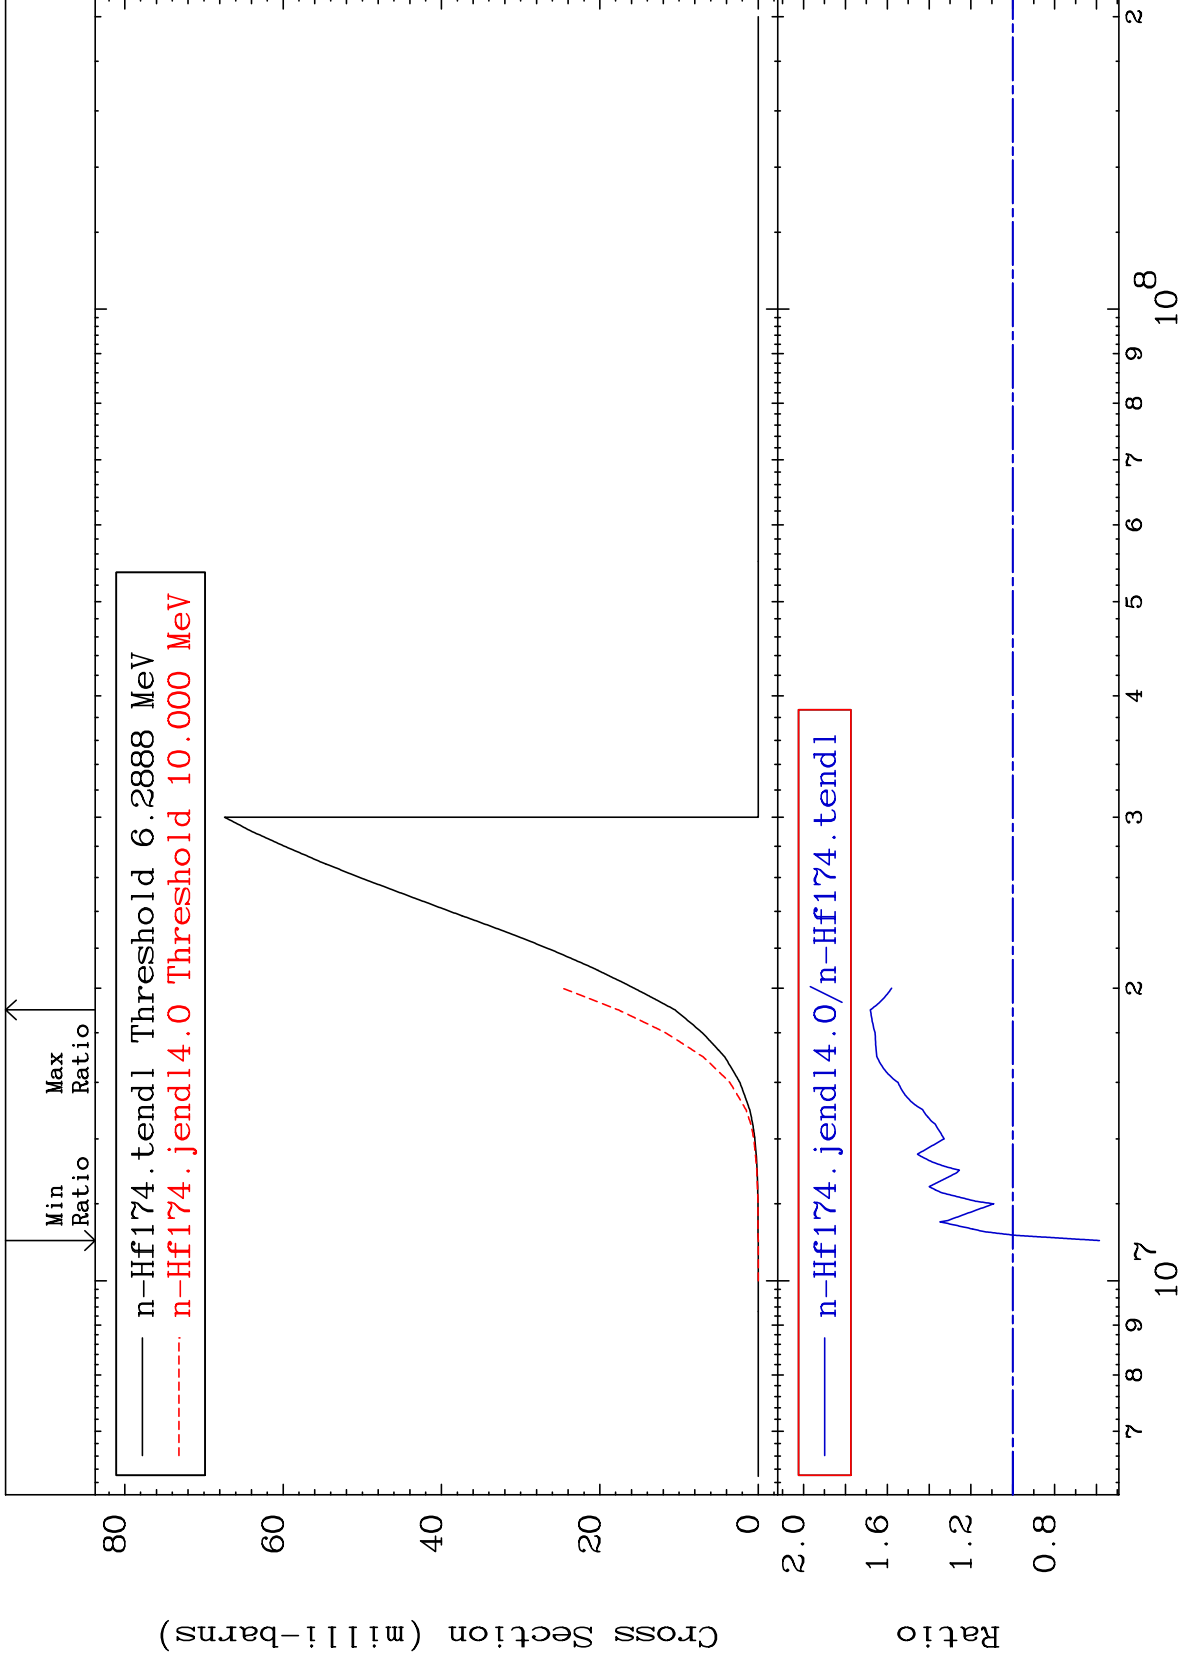 Min
Ratio
Max
Ratio
n-Hf174.tendl Threshold 6.2888 MeV
n-Hf174.jendl4.0 Threshold 10.000 MeV
80
60
40
20
0
Cross Section (milli-barns)
n-Hf174.jendl4.0/n-Hf174.tendl
2.0
1.6
1.2
0.8
Ratio
7 8 9 10^7 2 3 4 5 6 7 8 9 10^8 2